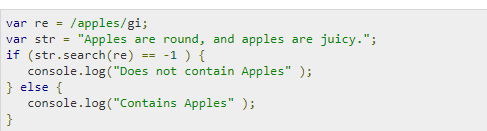 var re = /apples/gi;
var str = "Apples are round, and apples are juicy.";
if (str.search(re) == -1 ) {
   console.log("Does not contain Apples" );
} else {
   console.log("Contains Apples" );
}